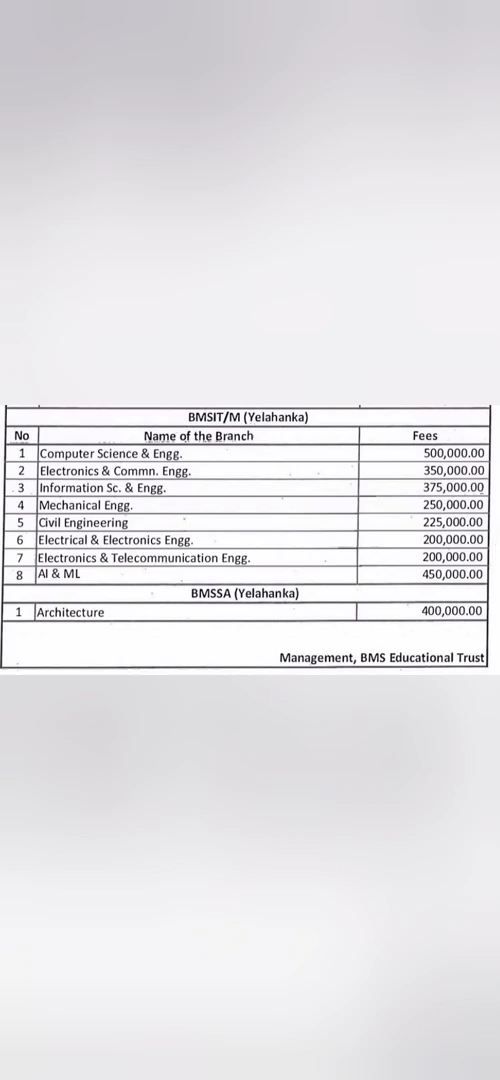 BMSIT/M (Yelahanka)
No Name of the Branch Fees
1 Computer Science & Engg. 500,000.00
2 Electronics & Commn. Engg. 350,000.00
3 Information Sc. & Engg. 375,000.00
4 Mechanical Engg. 250,000.00
5 Civil Engineering 225,000.00
6 Electrical & Electronics Engg. 200,000.00
7 Electronics & Telecommunication Engg. 200,000.00
8 AI & ML 450,000.00
BMSSA (Yelahanka)
1 Architecture 400,000.00
Management, BMS Educational Trust